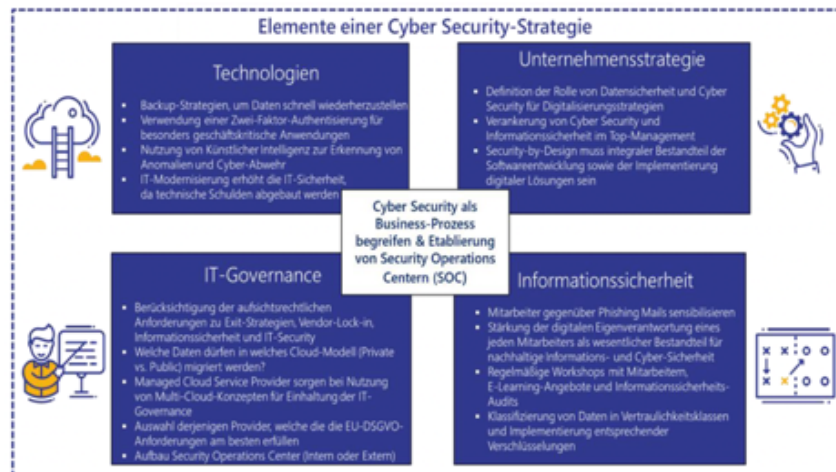 Elemente einer Cyber Security-Strategie
Technologien
Backup-Strategien, um Daten schnell wiederherzustellen
Verwendung einer Zwei-Faktor-Authentisierung für
besonders geschäftskritische Anwendungen
Nutzung von Künstlicher Intelligenz zur Erkennung von
Anomalien und Cyber-Abwehr
IT-Modernisierung erhöht die IT-Sicherheit,
da technische Schulden abgebaut werden
Unternehmensstrategie
Definition der Rolle von Datensicherheit und Cyber
Security für Digitalisierungsstrategien
Verankerung von Cyber Security und
Informationssicherheit im Top-Management
Security-by-Design muss integraler Bestandteil der
Softwareentwicklung sowie der Implementierung
digitaler Lösungen sein
Cyber Security als
Business-Prozess
begreifen & Etablierung
von Security Operations
Centern (SOC)
IT-Governance
Berücksichtigung der aufsichtsrechtlichen
Anforderungen zu Exit-Strategien, Vendor-Lock-in,
Informationssicherheit und IT-Security
Welche Daten dürfen in welches Cloud-Modell (Private
vs. Public) migriert werden?
Managed Cloud Service Provider sorgen bei Nutzung
von Multi-Cloud-Konzepten für Einhaltung der IT-
Governance
Auswahl derjenigen Provider, welche die die EU-DSGVO-
Anforderungen am besten erfüllen
Aufbau Security Operations Center (Intern oder Extern)
Informationssicherheit
Mitarbeiter gegenüber Phishing Mails sensibilisieren
Stärkung der digitalen Eigenverantwortung eines
jeden Mitarbeiters als wesentlicher Bestandteil für
nachhaltige Informations- und Cyber-Sicherheit
Regelmäßige Workshops mit Mitarbeitern,
E-Learning-Angebote und Informationssicherheits-
Audits
Klassifizierung von Daten in Vertraulichkeitsklassen
und Implementierung entsprechender
Verschlüsselungen